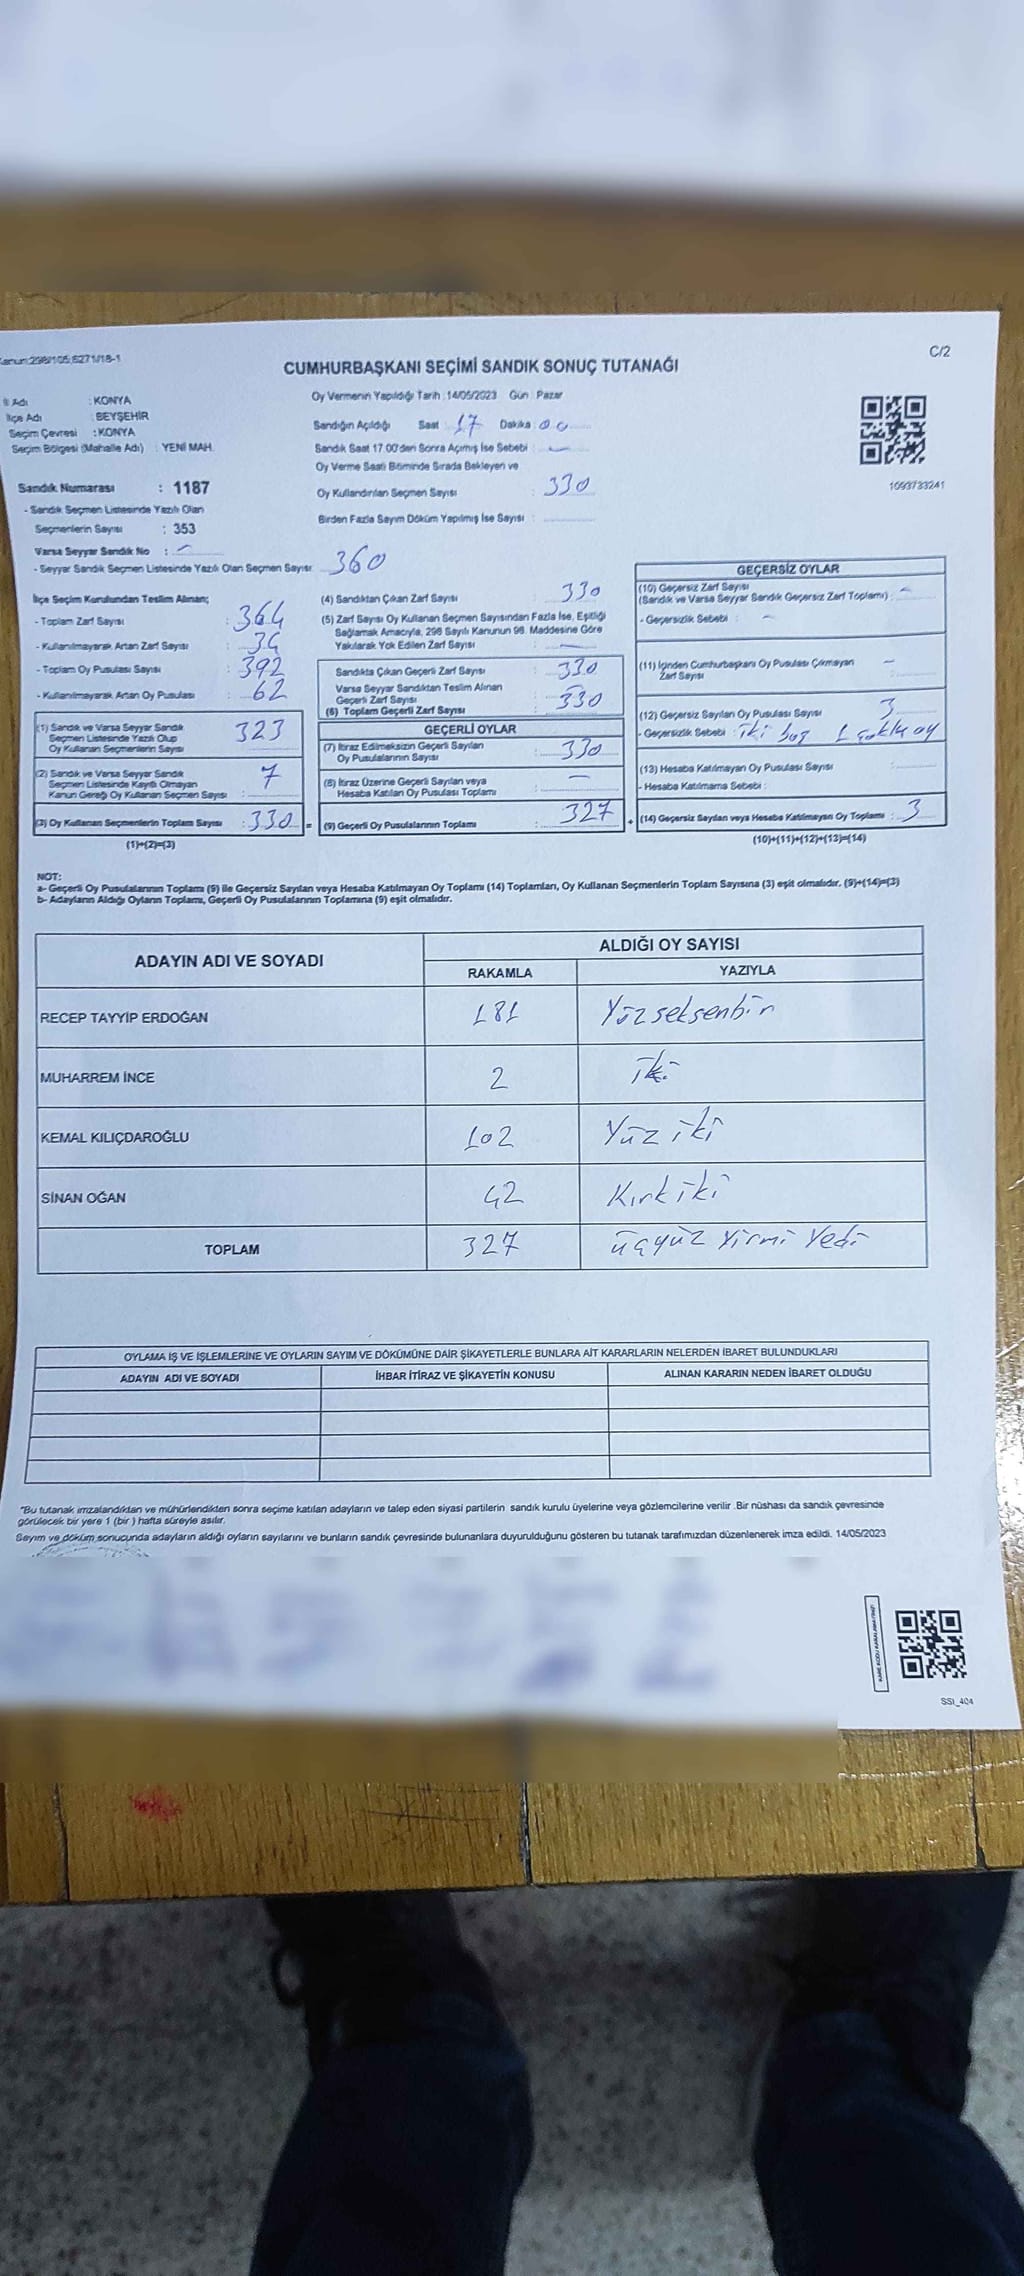 Kanun:298/105;6271/18-1
C/2
CUMHURBAŞKANI SEÇİMİ SANDIK SONUÇ TUTANAĞI
İl Adı : KONYA
İlçe Adı : BEYŞEHİR
Seçim Çevresi : KONYA
Seçim Bölgesi (Mahalle Adı) : YENİ MAH.
Sandık Numarası : 1187
- Sandık Seçmen Listesinde Yazılı Olan
Seçmenlerin Sayısı : 353
Varsa Seyyar Sandık No :
- Seyyar Sandık Seçmen Listesinde Yazılı Olan Seçmen Sayısı 360
Oy Vermenin Yapıldığı Tarih : 14/05/2023 Gün : Pazar
Sandığın Açıldığı Saat : 17 Dakika : 00
Sandık Saat 17.00'den Sonra Açılmış İse Sebebi : -
Oy Verme Saati Bitiminde Sırada Bekleyen ve
Oy Kullandırılan Seçmen Sayısı : 330
Birden Fazla Sayım Döküm Yapılmış İse Sayısı :
1093733241
İlçe Seçim Kurulundan Teslim Alınan;
- Toplam Zarf Sayısı : 364
- Kullanılmayarak Artan Zarf Sayısı : 34
- Toplam Oy Pusulası Sayısı : 392
- Kullanılmayarak Artan Oy Pusulası : 62
(1) Sandık ve Varsa Seyyar Sandık
Seçmen Listesinde Yazılı Olup
Oy Kullanan Seçmenlerin Sayısı 323
(2) Sandık ve Varsa Seyyar Sandık
Seçmen Listesinde Kayıtlı Olmayan
Kanun Gereği Oy Kullanan Seçmen Sayısı : 7
(3) Oy Kullanan Seçmenlerin Toplam Sayısı : 330 =
(1)+(2)=(3)
(4) Sandıktan Çıkan Zarf Sayısı : 330
(5) Zarf Sayısı Oy Kullanan Seçmen Sayısından Fazla İse, Eşitliği
Sağlamak Amacıyla, 298 Sayılı Kanunun 98. Maddesine Göre
Yakılarak Yok Edilen Zarf Sayısı : -
Sandıkta Çıkan Geçerli Zarf Sayısı : 330
Varsa Seyyar Sandıktan Teslim Alınan
Geçerli Zarf Sayısı : -
(6) Toplam Geçerli Zarf Sayısı 330
GEÇERLİ OYLAR
(7) İtiraz Edilmeksizin Geçerli Sayılan
Oy Pusulalarının Sayısı : 330
(8) İtiraz Üzerine Geçerli Sayılan veya
Hesaba Katılan Oy Pusulası Toplamı : -
(9) Geçerli Oy Pusulalarının Toplamı : 327 +
GEÇERSİZ OYLAR
(10) Geçersiz Zarf Sayısı
(Sandık ve Varsa Seyyar Sandık Geçersiz Zarf Toplamı) : -
- Geçersizlik Sebebi : -
(11) İçinden Cumhurbaşkanı Oy Pusulası Çıkmayan
Zarf Sayısı : -
(12) Geçersiz Sayılan Oy Pusulası Sayısı : 3
- Geçersizlik Sebebi : iki boş 1 çoklu oy
(13) Hesaba Katılmayan Oy Pusulası Sayısı :
- Hesaba Katılmama Sebebi :
(14) Geçersiz Sayılan veya Hesaba Katılmayan Oy Toplamı : 3
(10)+(11)+(12)+(13)=(14)
NOT:
a- Geçerli Oy Pusulalarının Toplamı (9) ile Geçersiz Sayılan veya Hesaba Katılmayan Oy Toplamı (14) Toplamları, Oy Kullanan Seçmenlerin Toplam Sayısına (3) eşit olmalıdır. (9)+(14)=(3)
b- Adayların Aldığı Oyların Toplamı, Geçerli Oy Pusulalarının Toplamına (9) eşit olmalıdır.
ADAYIN ADI VE SOYADI ALDIĞI OY SAYISI
RAKAMLA YAZIYLA
RECEP TAYYİP ERDOĞAN 181 Yüzseksenbir
MUHARREM İNCE 2 iki
KEMAL KILIÇDAROĞLU 102 Yüz iki
SİNAN OĞAN 42 Kırk iki
TOPLAM 327 üçyüz Yirmi Yedi
OYLAMA İŞ VE İŞLEMLERİNE VE OYLARIN SAYIM VE DÖKÜMÜNE DAİR ŞİKAYETLERLE BUNLARA AİT KARARLARIN NELERDEN İBARET BULUNDUKLARI
ADAYIN ADI VE SOYADI İHBAR İTİRAZ VE ŞİKAYETİN KONUSU ALINAN KARARIN NEDEN İBARET OLDUĞU
"Bu tutanak imzalandıktan ve mühürlendikten sonra seçime katılan adayların ve talep eden siyasi partilerin sandık kurulu üyelerine veya gözlemcilerine verilir .Bir nüshası da sandık çevresinde
görülecek bir yere 1 (bir ) hafta süreyle asılır.
Sayım ve döküm sonucunda adayların aldığı oyların sayılarını ve bunların sandık çevresinde bulunanlara duyurulduğunu gösteren bu tutanak tarafımızdan düzenlenerek imza edildi. 14/05/2023
SSI_404